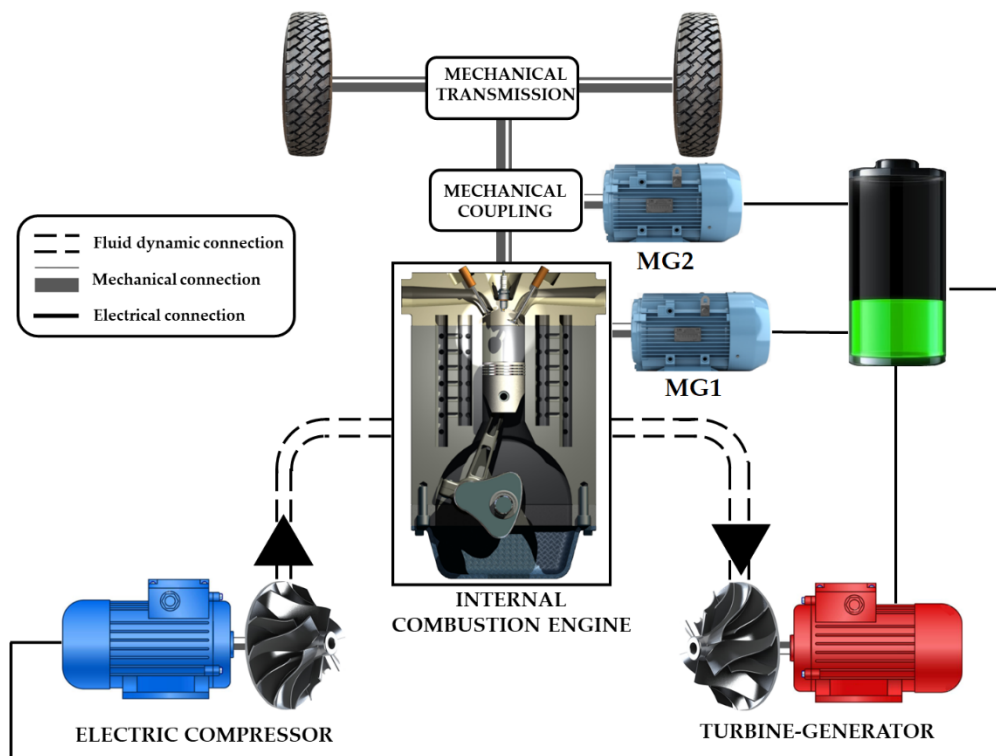 MECHANICAL
TRANSMISSION
MECHANICAL
COUPLING
Fluid dynamic connection
Mechanical connection
Electrical connection
MG2
MG1
INTERNAL
COMBUSTION ENGINE
ELECTRIC COMPRESSOR
TURBINE-GENERATOR